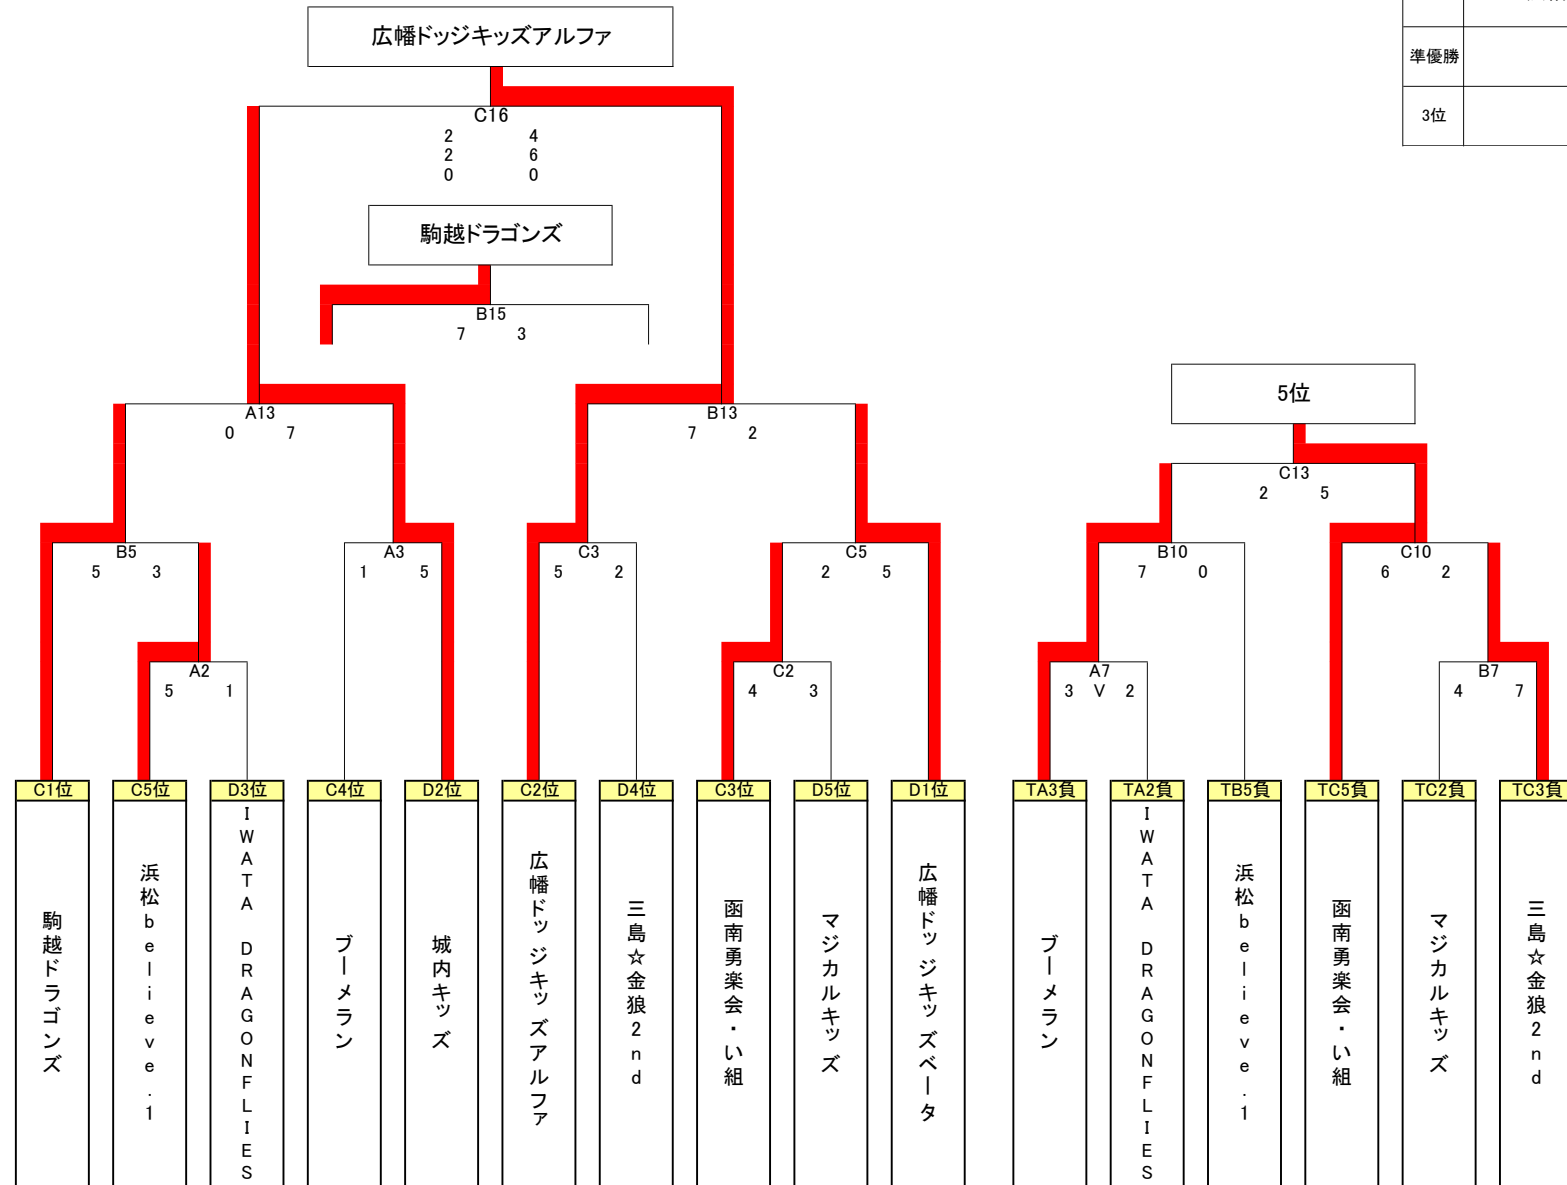 広幡ドッジキッズアルファ
準優勝
3位
C16
2 4
2 6
0 0
駒越ドラゴンズ
B15
7 3
5位
A13
0 7
B13
7 2
C13
2 5
B5
5 3
A3
1 5
C3
5 2
C5
2 5
B10
7 0
C10
6 2
A2
5 1
C2
4 3
A7
3 V 2
B7
4 7
C1位 C5位 D3位 C4位 D2位 C2位 D4位 C3位 D5位 D1位 TA3負 TA2負 TB5負 TC5負 TC2負 TC3負
駒越ドラゴンズ
浜松believe.1
IWATA DRAGONFLIES
ブーメラン
城内キッズ
広幡ドッジキッズアルファ
三島☆金狼2nd
函南勇楽会・い組
マジカルキッズ
広幡ドッジキッズベータ
ブーメラン
IWATA DRAGONFLIES
浜松believe.1
函南勇楽会・い組
マジカルキッズ
三島☆金狼2nd